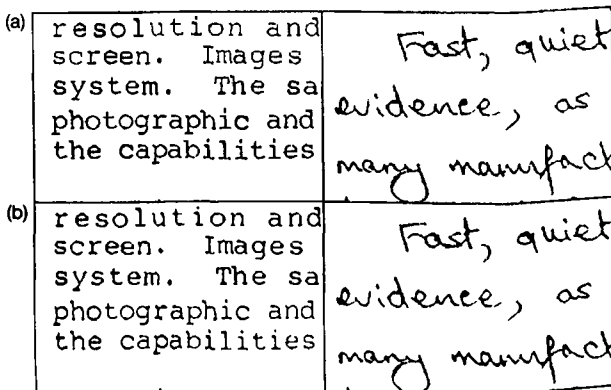 (a)
resolution and
screen. Images
system. The sa
photographic and
the capabilities
Fast, quiet
evidence, as
many manufact
(b)
resolution and
screen. Images
system. The sa
photographic and
the capabilities
Fast, quiet
evidence, as
many manufact